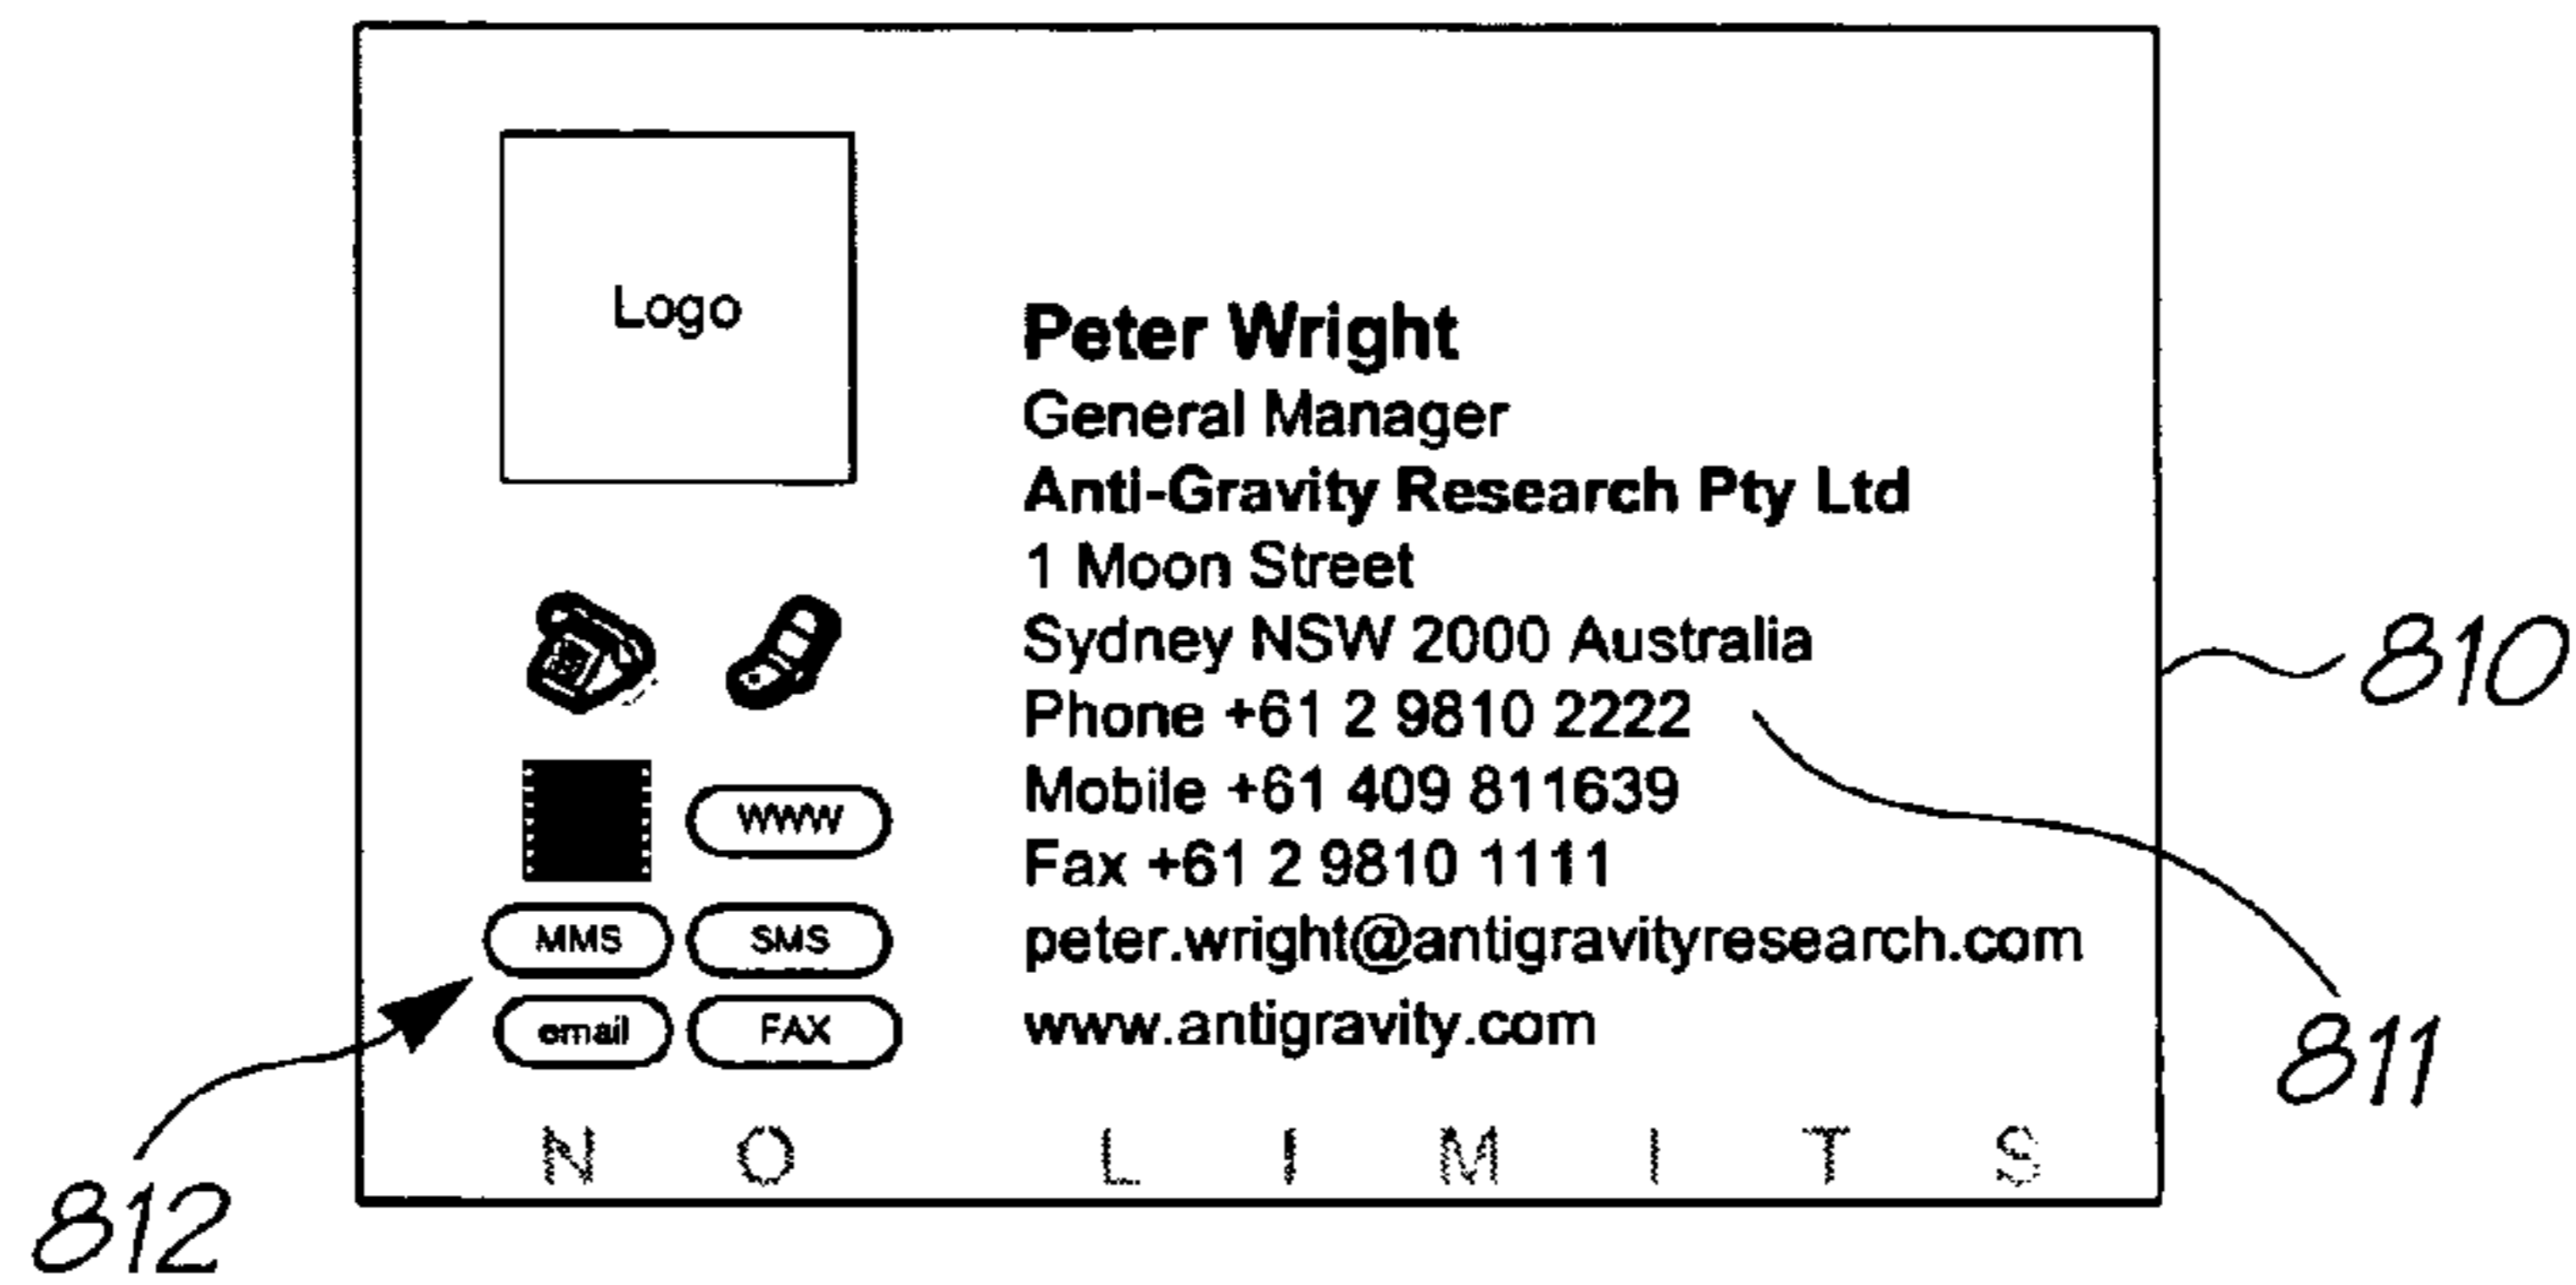 Logo
Peter Wright
General Manager
Anti-Gravity Research Pty Ltd
1 Moon Street
Sydney NSW 2000 Australia
Phone +61 2 9810 2222
Mobile +61 409 811639
Fax +61 2 9810 1111
peter.wright@antigravityresearch.com
www.antigravity.com
WWW
MMS SMS
email FAX
NO LIMITS
810
811
812